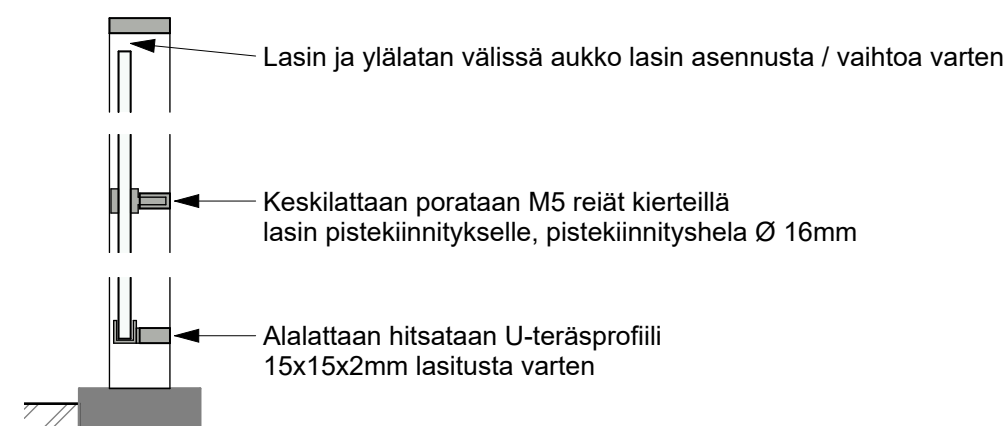 Lasin ja ylälatan välissä aukko lasin asennusta / vaihtoa varten
Keskilattaan porataan M5 reiät kierteillä
lasin pistekiinnitykselle, pistekiinnityshela Ø 16mm
Alalattaan hitsataan U-teräsprofiili
15x15x2mm lasitusta varten